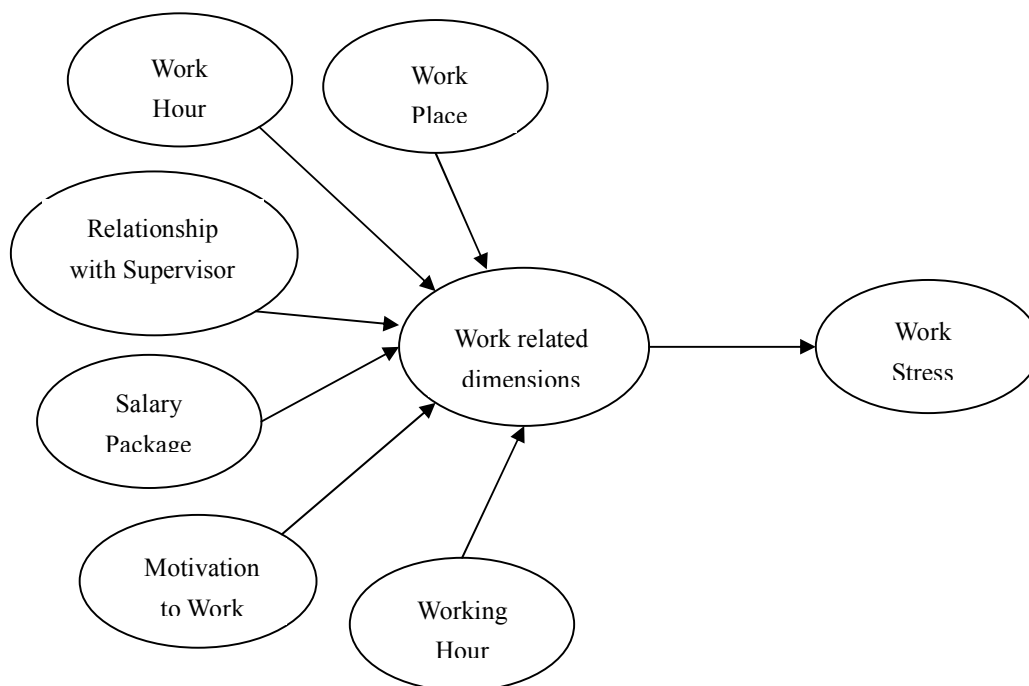 Work
Hour
Work
Place
Relationship
with Supervisor
Work related
dimensions
Work
Stress
Salary
Package
Motivation
to Work
Working
Hour